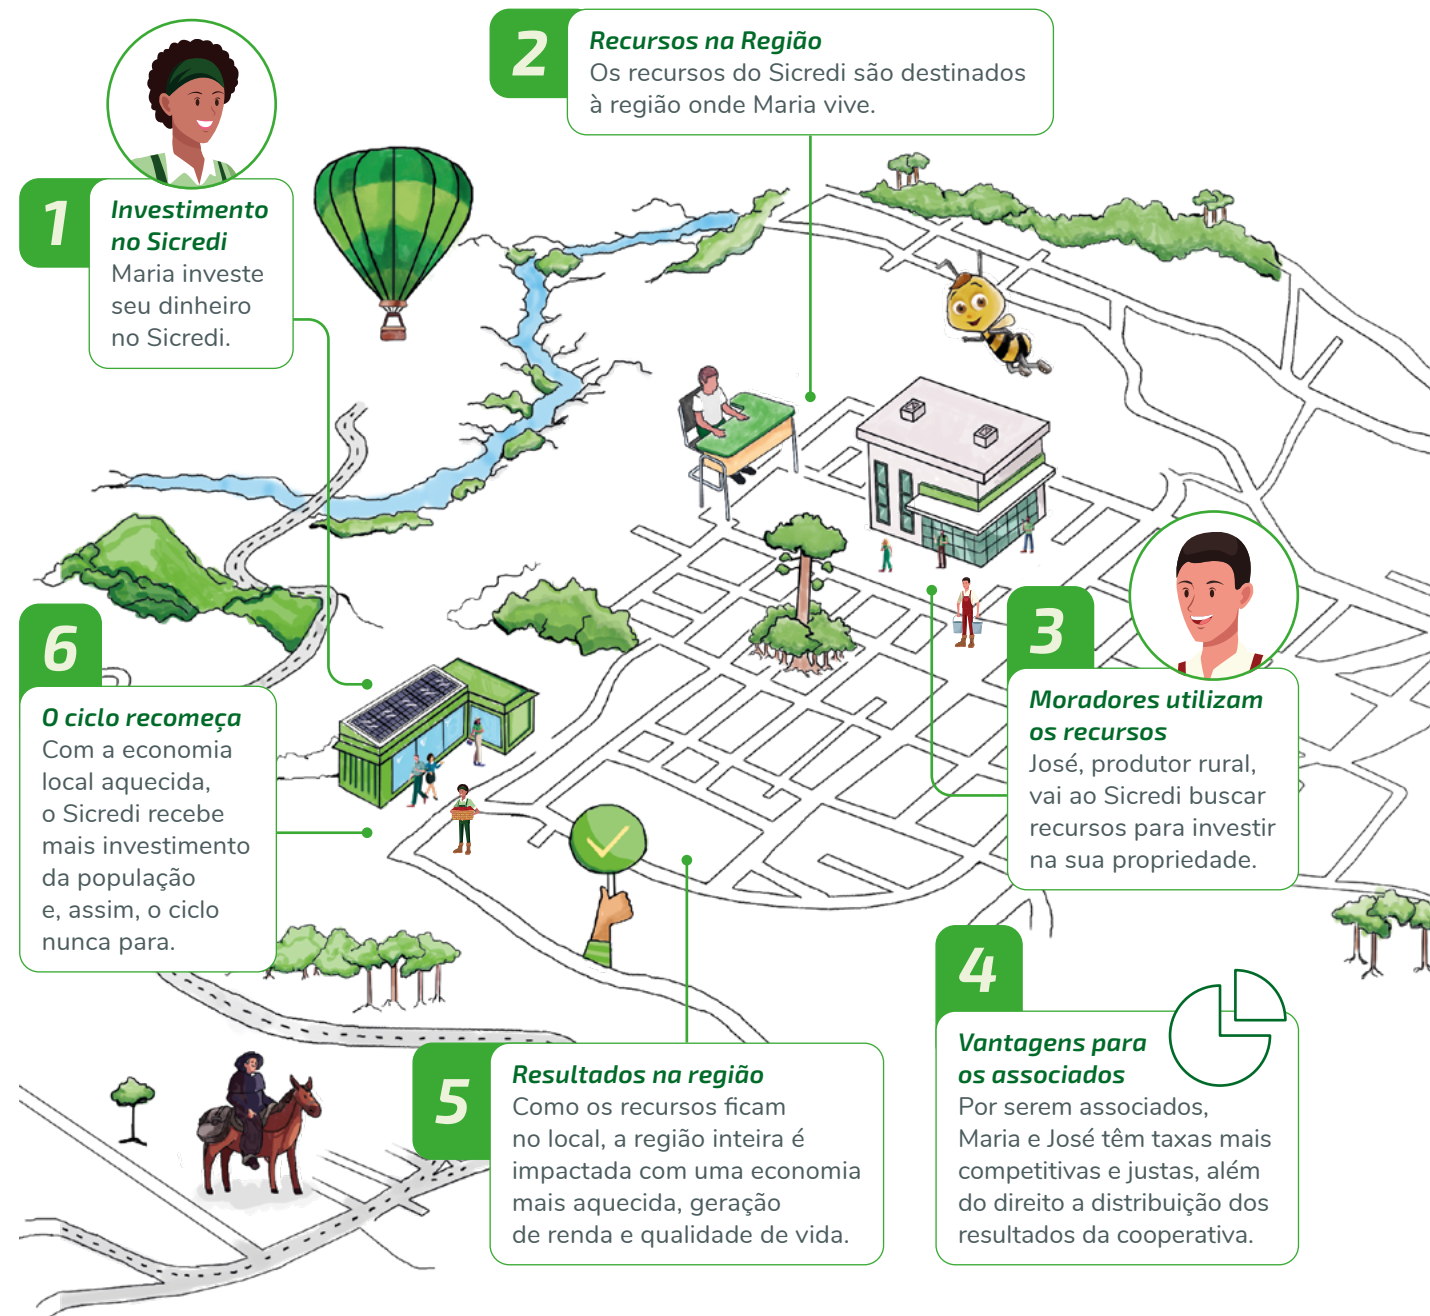 1
Investimento
no Sicredi
Maria investe
seu dinheiro
no Sicredi.
2
Recursos na Região
Os recursos do Sicredi são destinados
à região onde Maria vive.
3
Moradores utilizam
os recursos
José, produtor rural,
vai ao Sicredi buscar
recursos para investir
na sua propriedade.
4
Vantagens para
os associados
Por serem associados,
Maria e José têm taxas mais
competitivas e justas, além
do direito a distribuição dos
resultados da cooperativa.
5
Resultados na região
Como os recursos ficam
no local, a região inteira é
impactada com uma economia
mais aquecida, geração
de renda e qualidade de vida.
6
O ciclo recomeça
Com a economia
local aquecida,
o Sicredi recebe
mais investimento
da população
e, assim, o ciclo
nunca para.